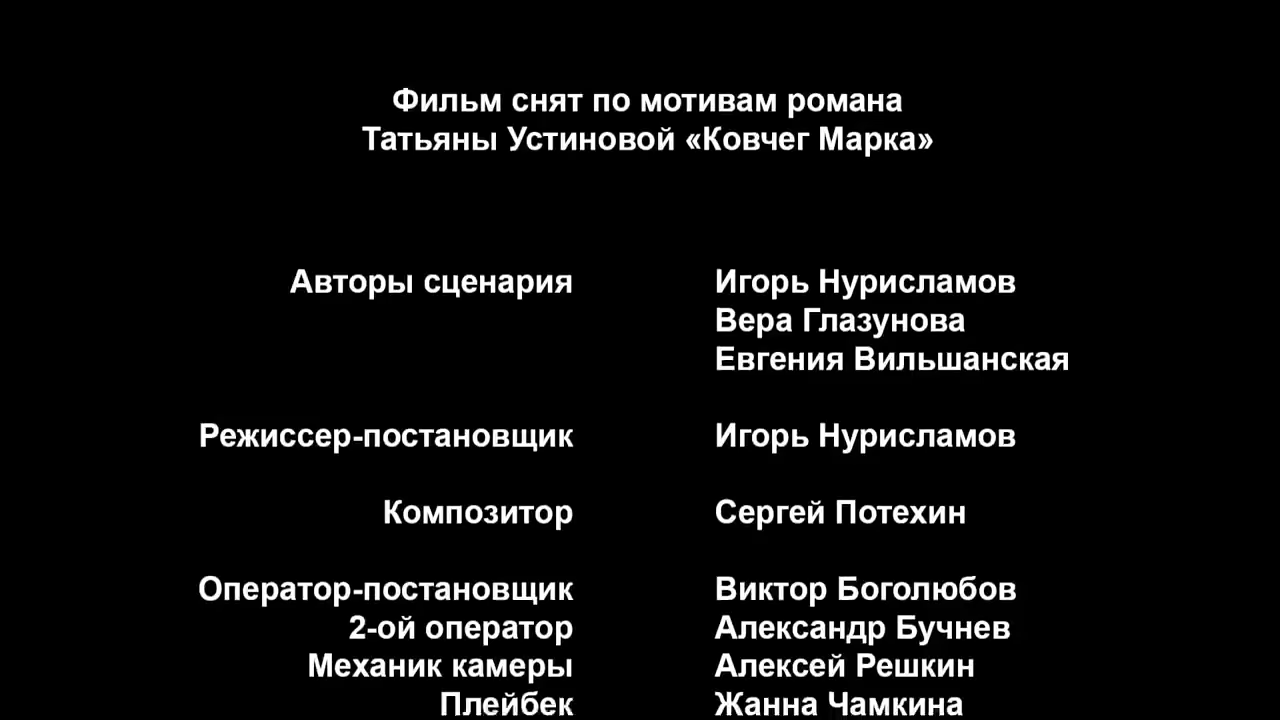 Фильм снят по мотивам романа
Татьяны Устиновой «Ковчег Марка»
Авторы сценария Игорь Нурисламов
Вера Глазунова
Евгения Вильшанская
Режиссер-постановщик Игорь Нурисламов
Композитор Сергей Потехин
Оператор-постановщик Виктор Боголюбов
2-ой оператор Александр Бучнев
Механик камеры Алексей Решкин
Плейбек Жанна Чамкина